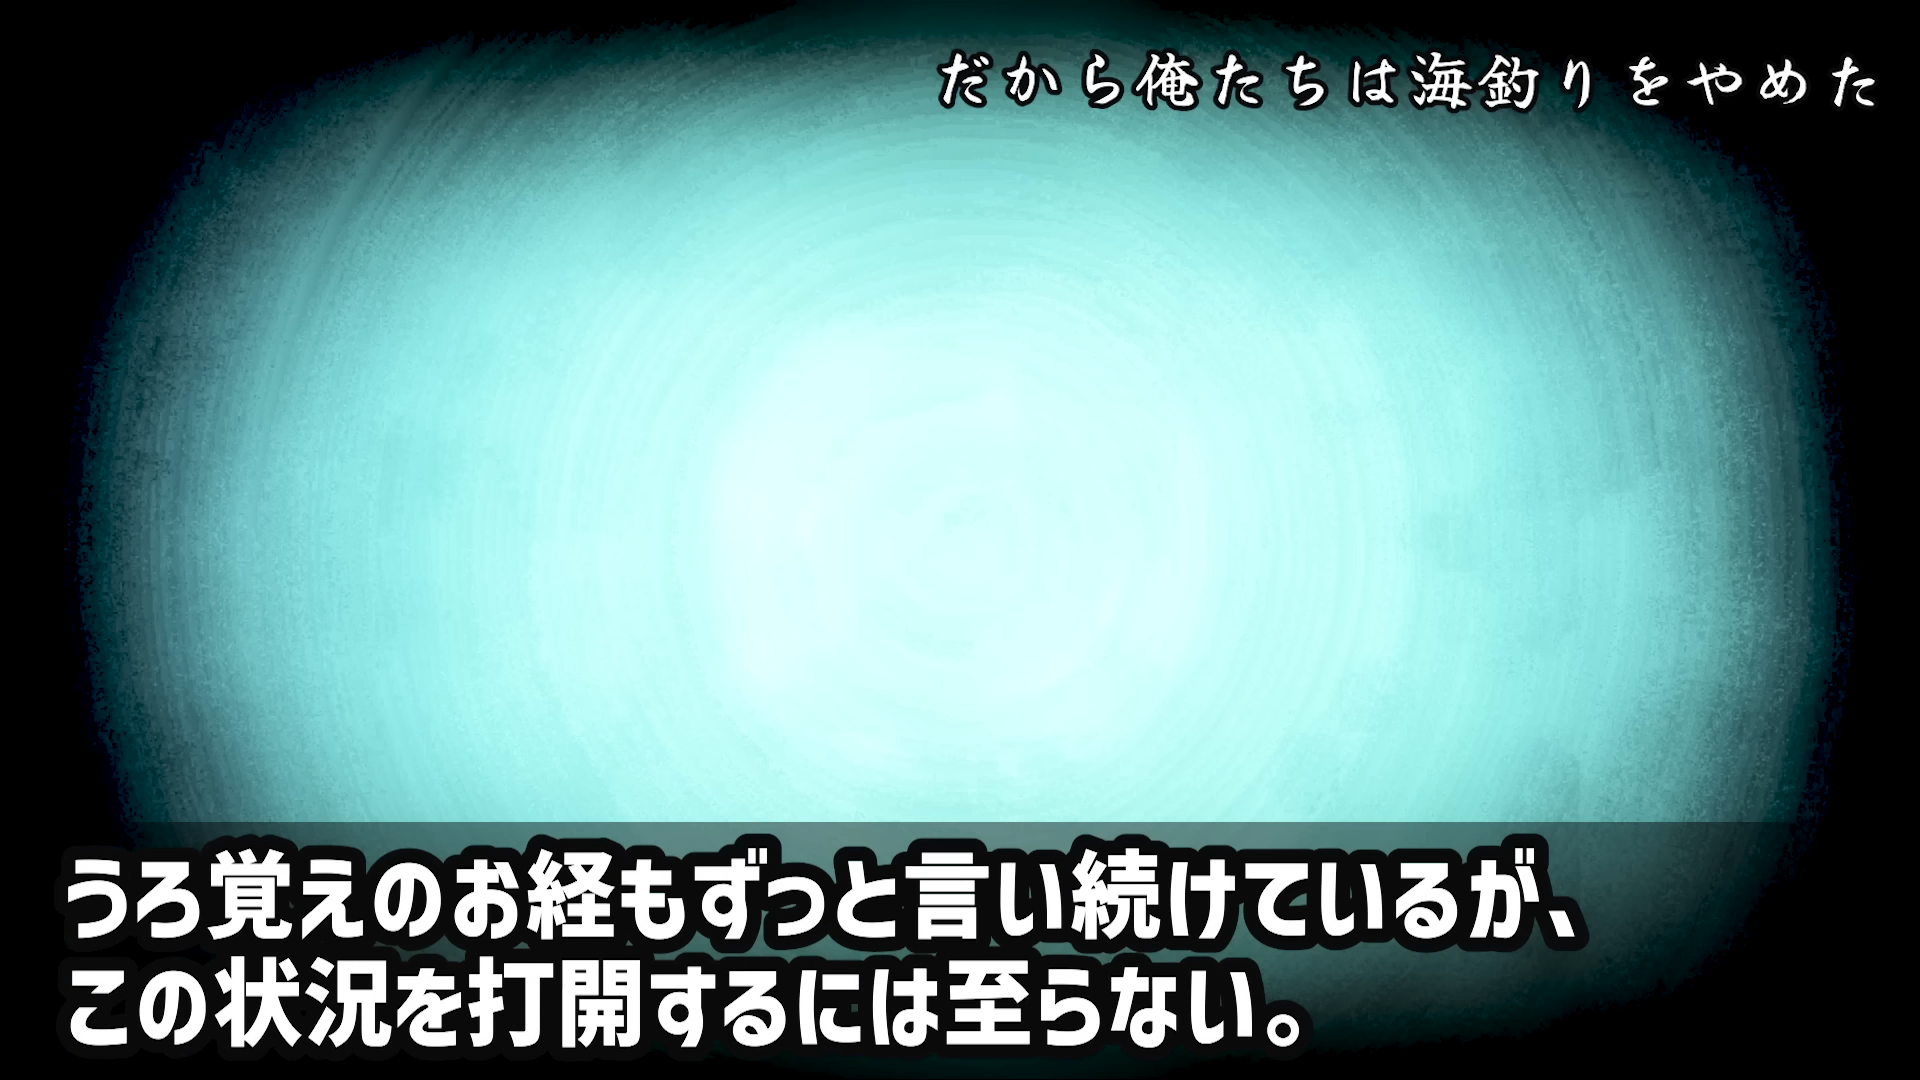 だから俺たちは海釣りをやめた
うろ覚えのお経もずっと言い続けているが、
この状況を打開するには至らない。